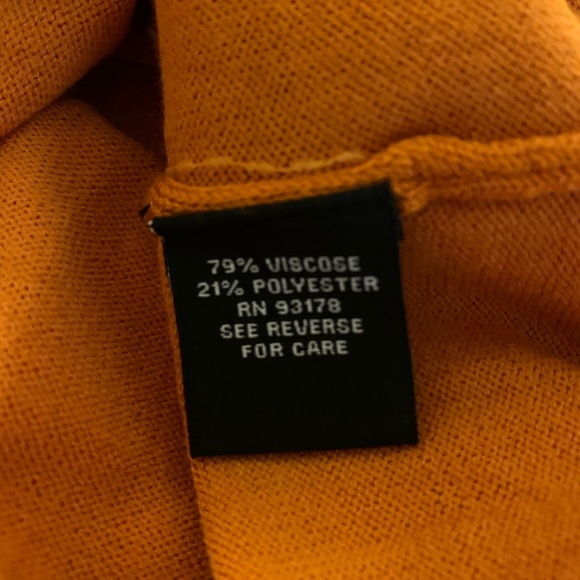 79% VISCOSE
21% POLYESTER
RN 93178
SEE REVERSE
FOR CARE